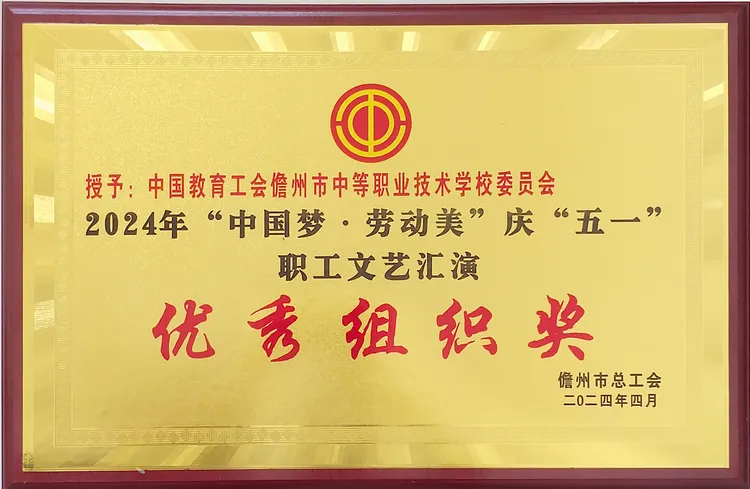 授予：中国教育工会儋州市中等职业技术学校委员会
2024年“中国梦·劳动美”庆“五一”
职工文艺汇演
优秀组织奖
儋州市总工会
二〇二四年四月